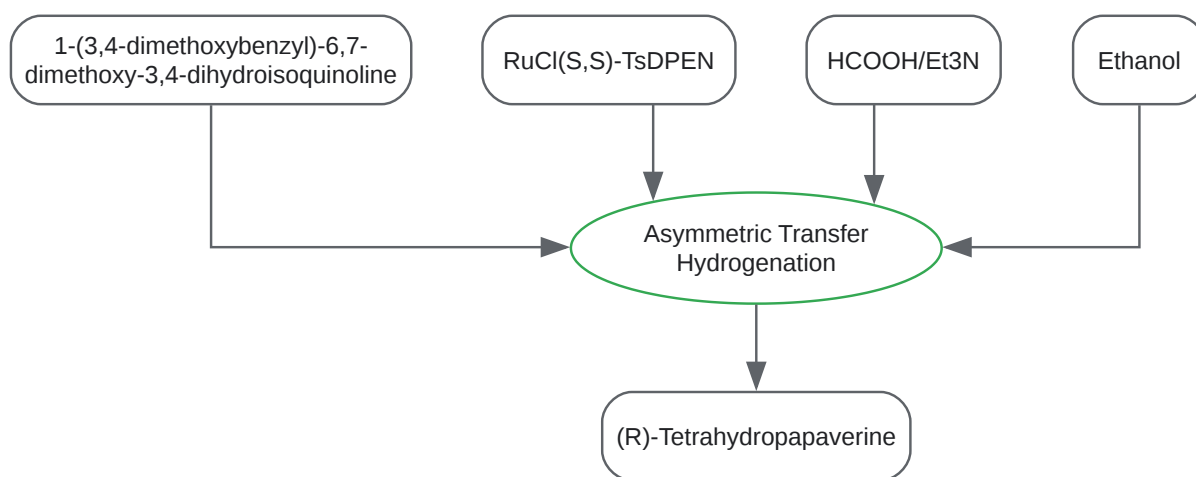 1-(3,4-dimethoxybenzyl)-6,7-
dimethoxy-3,4-dihydroisoquinoline
RuCl(S,S)-TsDPEN
HCOOH/Et3N
Ethanol
Asymmetric Transfer
Hydrogenation
(R)-Tetrahydropapaverine